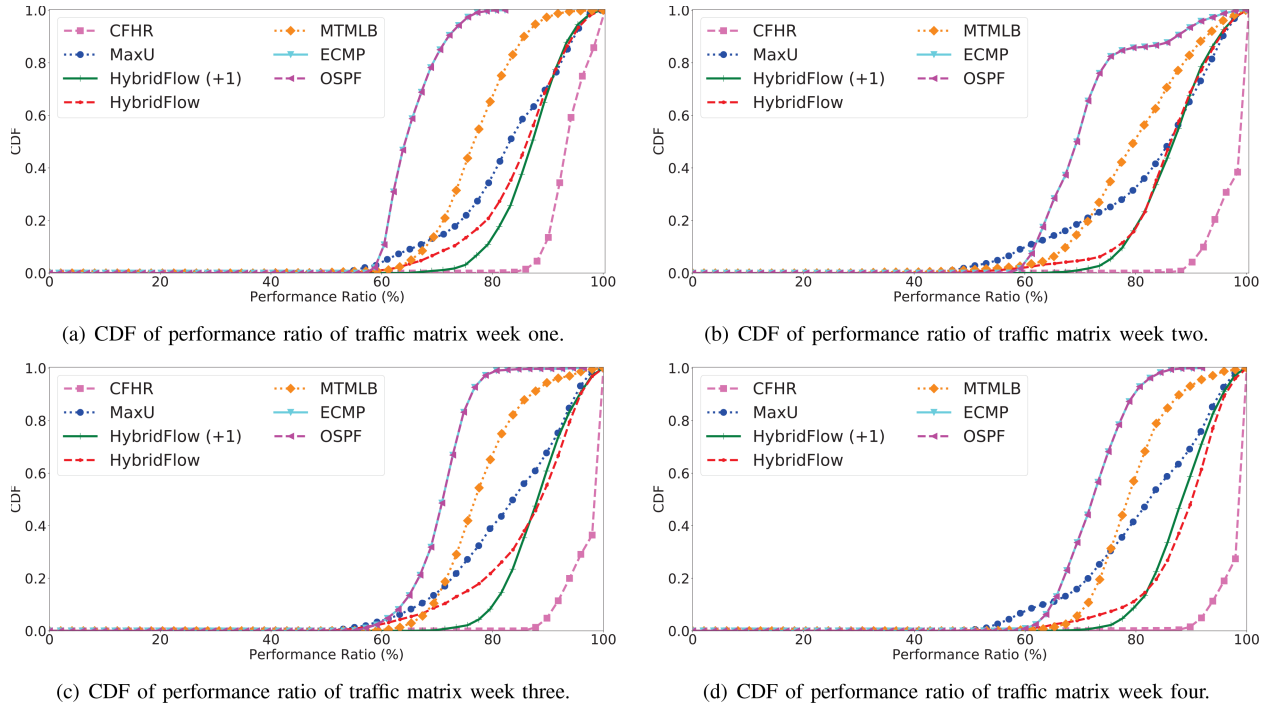 CFHR
MaxU
HybridFlow (+1)
HybridFlow
MTMLB
ECMP
OSPF
CDF
1.0
0.8
0.6
0.4
0.2
0.0
0 20 40 60 80 100
Performance Ratio (%)
(a) CDF of performance ratio of traffic matrix week one.
CFHR
MaxU
HybridFlow (+1)
HybridFlow
MTMLB
ECMP
OSPF
CDF
1.0
0.8
0.6
0.4
0.2
0.0
0 20 40 60 80 100
Performance Ratio (%)
(b) CDF of performance ratio of traffic matrix week two.
CFHR
MaxU
HybridFlow (+1)
HybridFlow
MTMLB
ECMP
OSPF
CDF
1.0
0.8
0.6
0.4
0.2
0.0
0 20 40 60 80 100
Performance Ratio (%)
(c) CDF of performance ratio of traffic matrix week three.
CFHR
MaxU
HybridFlow (+1)
HybridFlow
MTMLB
ECMP
OSPF
CDF
1.0
0.8
0.6
0.4
0.2
0.0
0 20 40 60 80 100
Performance Ratio (%)
(d) CDF of performance ratio of traffic matrix week four.